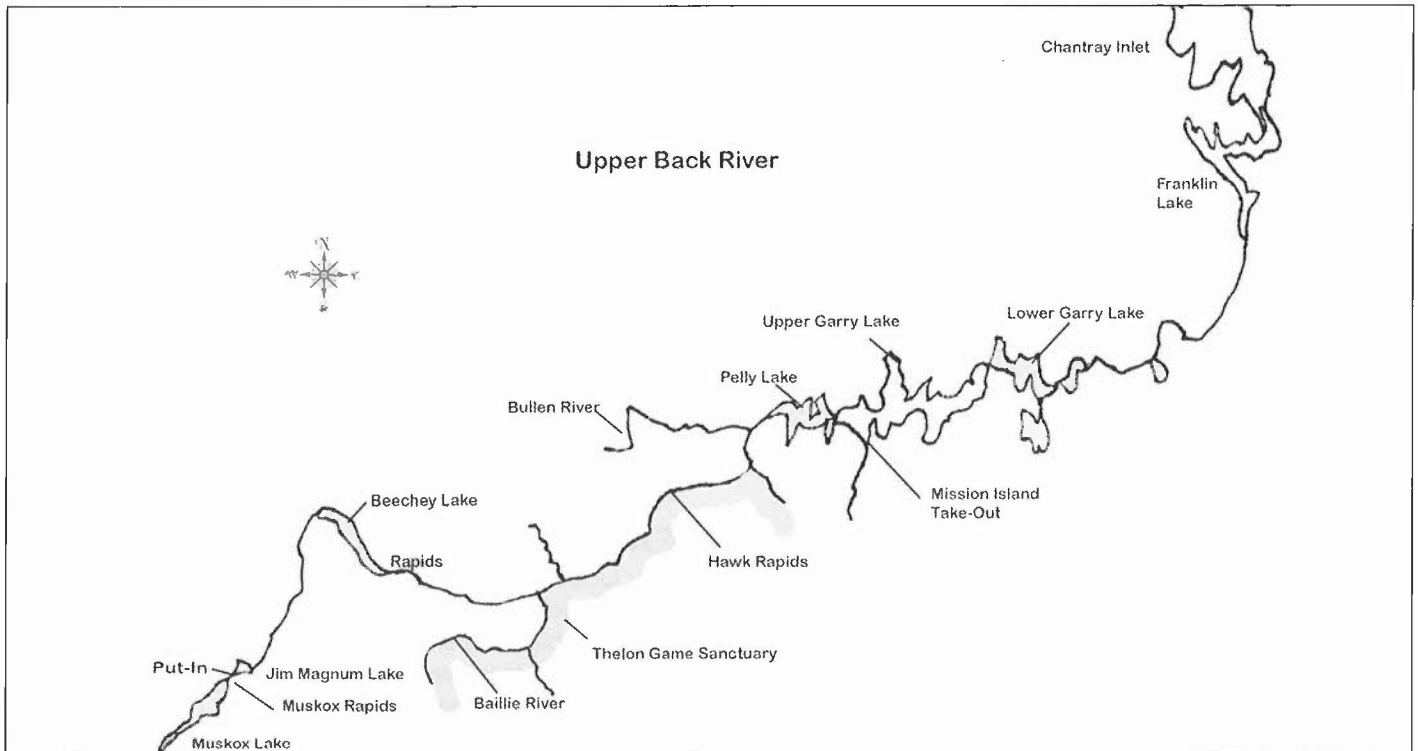 Chantray Inlet
Upper Back River
Franklin
Lake
N
Lower Garry Lake
Upper Garry Lake
Pelly Lake
Bullen River
Mission Island
Take-Out
Beechey Lake
Rapids
Hawk Rapids
Thelon Game Sanctuary
Put-In
Jim Magnum Lake
Muskox Rapids
Baillie River
Muskox Lake